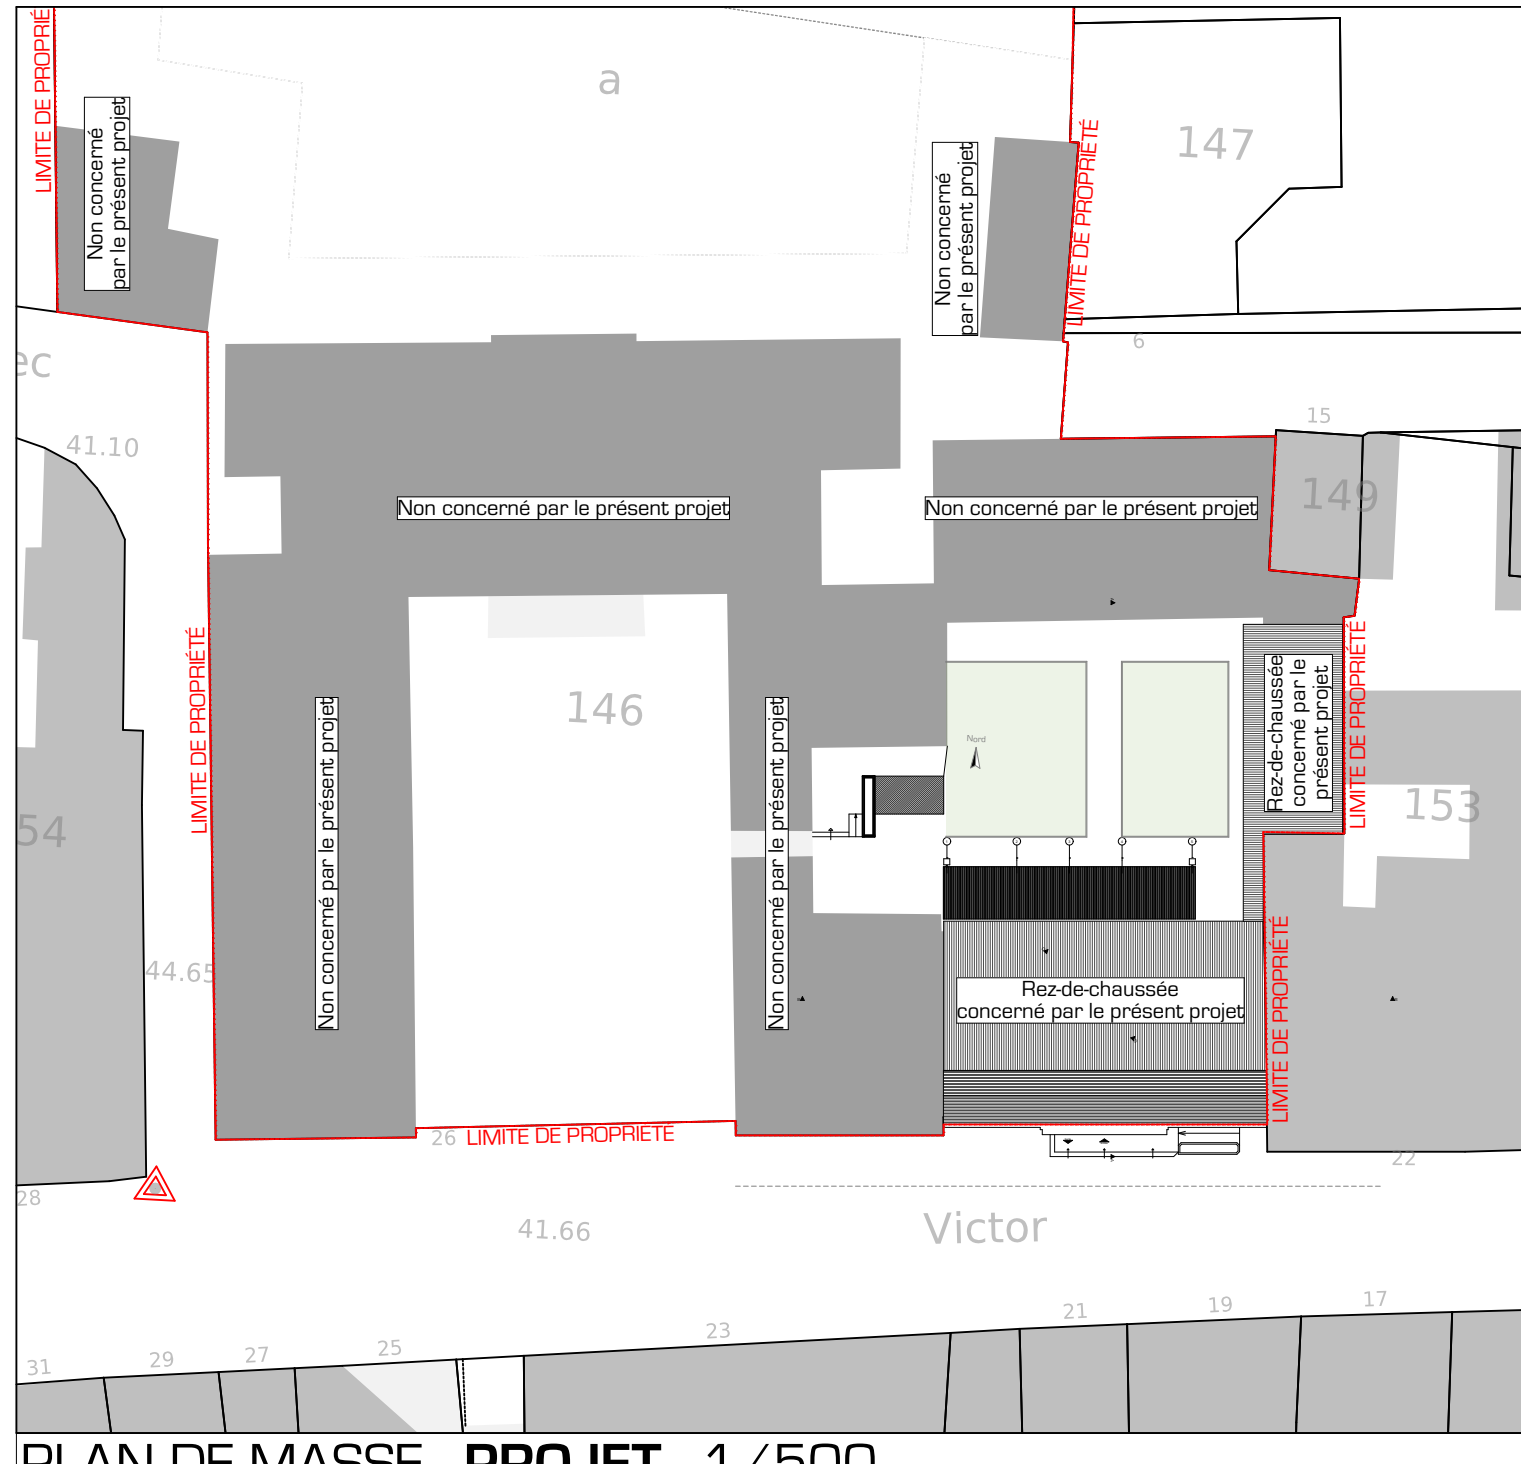 LIMITE DE PROPRIÉ
Non concerné
par le présent projet
a
Non concerné
par le présent projet
LIMITE DE PROPRIÉTÉ
147
6
ec
41.10
15
149
Non concerné par le présent projet
Non concerné par le présent projet
LIMITE DE PROPRIÉTÉ
Non concerné par le présent projet
146
Non concerné par le présent projet
Nord
Rez-de-chaussée
concerné par le
présent projet
LIMITE DE PROPRIÉTÉ
153
54
44.65
Rez-de-chaussée
concerné par le présent projet
LIMITE DE PROPRIÉTÉ
26
LIMITE DE PROPRIÉTÉ
22
28
41.66
Victor
31
29
27
25
23
21
19
17
PLAN DE MASSE PROJET 1/500